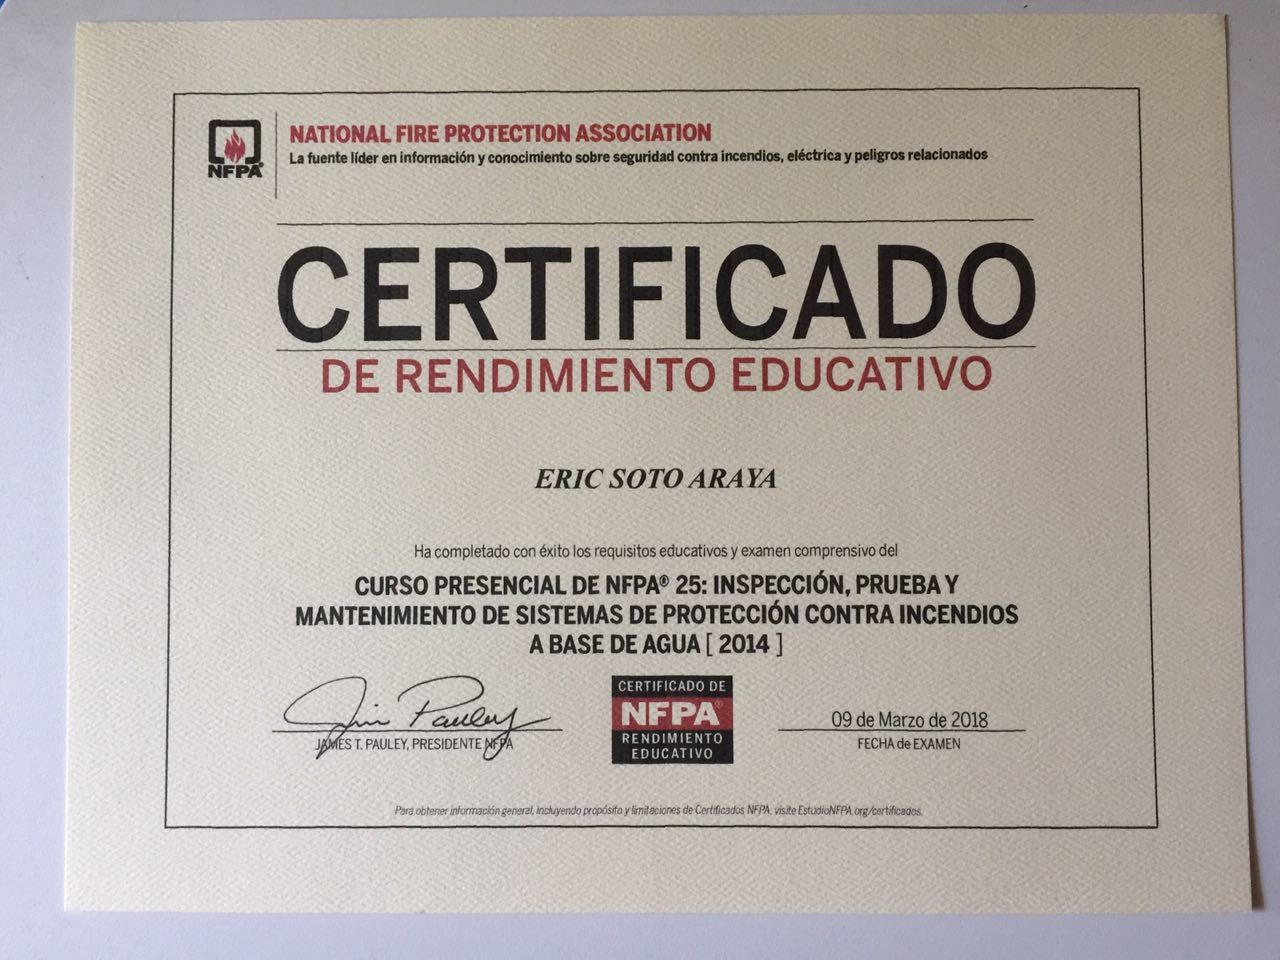 NFPA
NATIONAL FIRE PROTECTION ASSOCIATION
La fuente líder en información y conocimiento sobre seguridad contra incendios, eléctrica y peligros relacionados
CERTIFICADO
DE RENDIMIENTO EDUCATIVO
ERIC SOTO ARAYA
Ha completado con éxito los requisitos educativos y examen comprensivo del
CURSO PRESENCIAL DE NFPA® 25: INSPECCIÓN, PRUEBA Y
MANTENIMIENTO DE SISTEMAS DE PROTECCIÓN CONTRA INCENDIOS
A BASE DE AGUA [ 2014 ]
Jim Pauley
JAMES T. PAULEY, PRESIDENTE NFPA
CERTIFICADO DE
NFPA®
RENDIMIENTO
EDUCATIVO
09 de Marzo de 2018
FECHA de EXAMEN
Para obtener información general, incluyendo propósito y limitaciones de Certificados NFPA, visite EstudioNFPA.org/certificados.